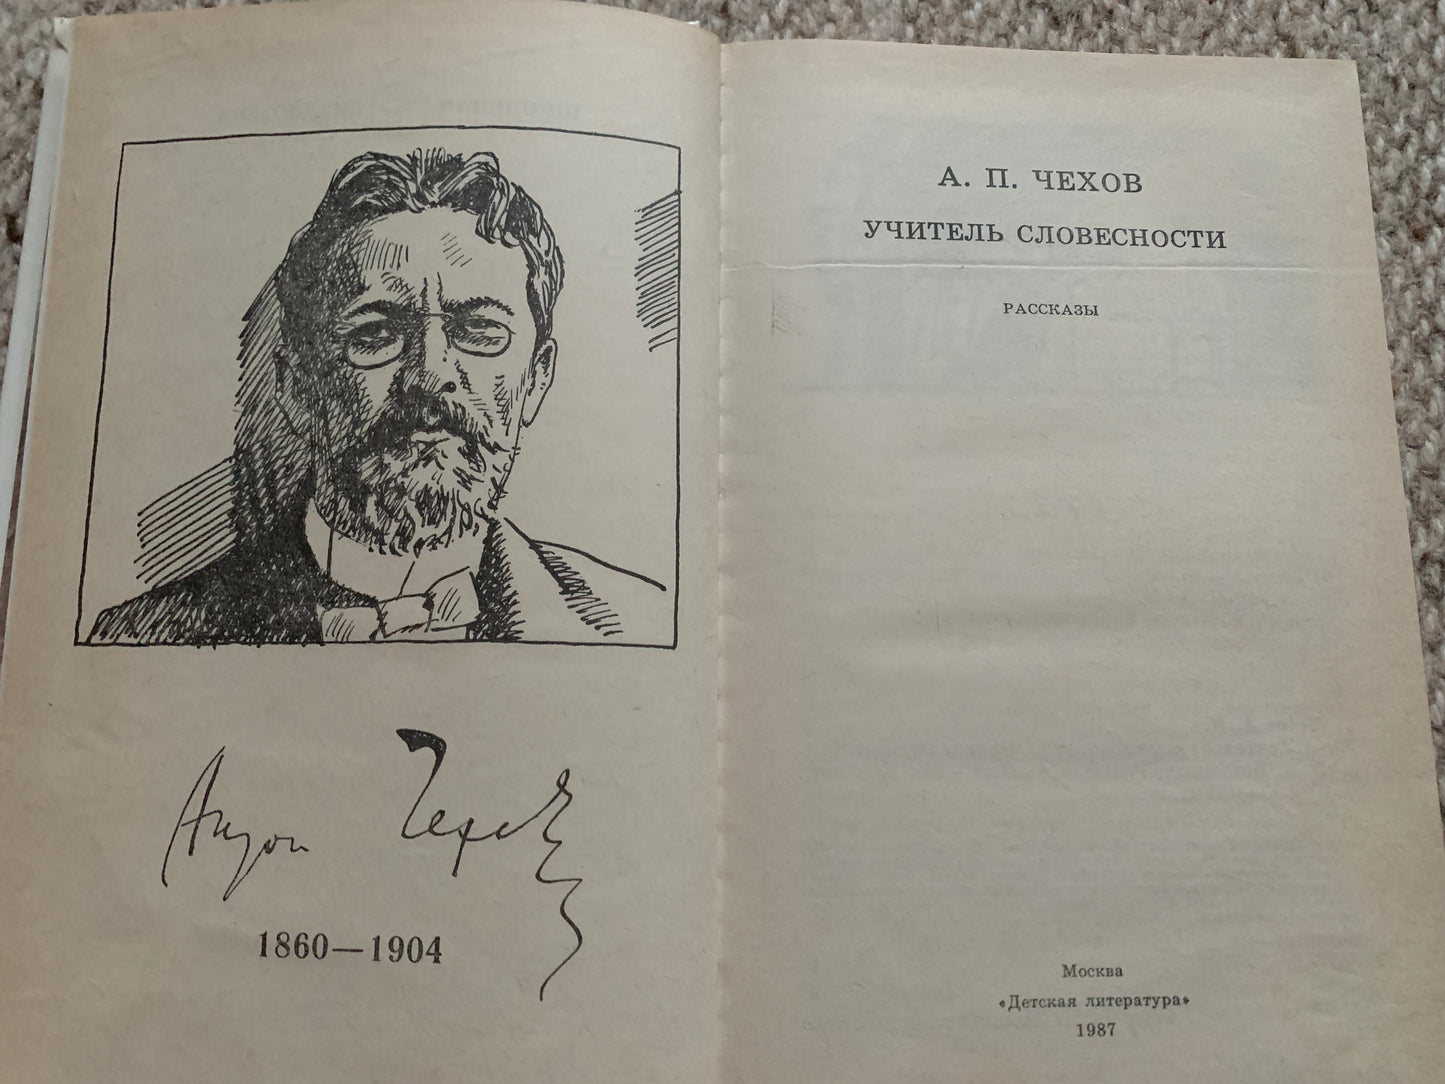 Антон Чехов
1860—1904
А. П. ЧЕХОВ
УЧИТЕЛЬ СЛОВЕСНОСТИ
РАССКАЗЫ
Москва
«Детская литература»
1987